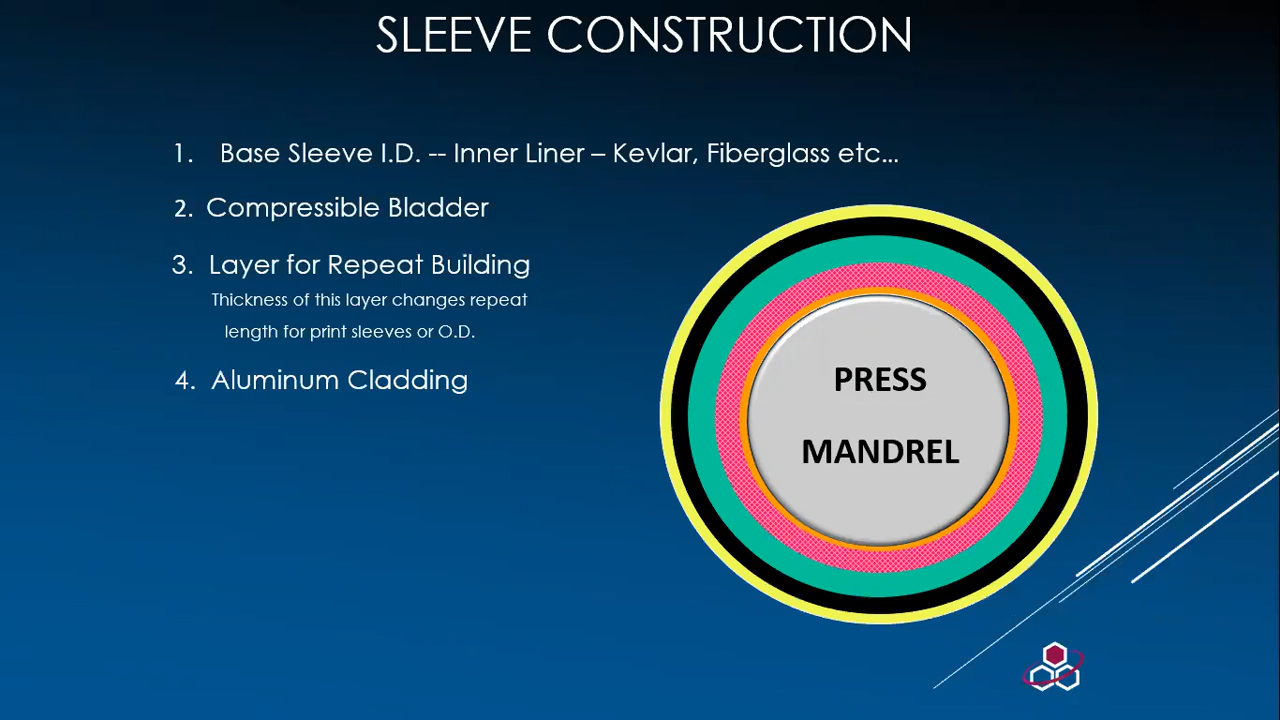 SLEEVE CONSTRUCTION
1. Base Sleeve I.D. -- Inner Liner – Kevlar, Fiberglass etc...
2. Compressible Bladder
3. Layer for Repeat Building
Thickness of this layer changes repeat
length for print sleeves or O.D.
4. Aluminum Cladding
PRESS
MANDREL